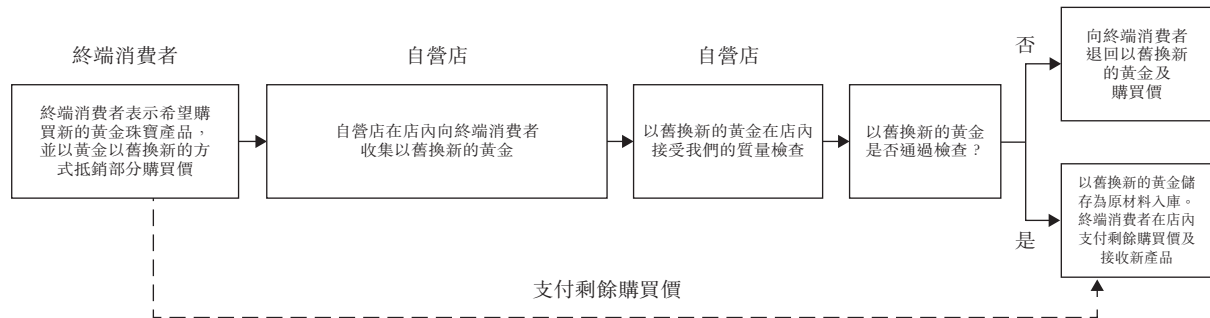 終端消費者
終端消費者表示希望購
買新的黃金珠寶產品，
並以黃金以舊換新的方
式抵銷部分購買價
自營店
自營店在店內向終端消費者
收集以舊換新的黃金
自營店
以舊換新的黃金在店內
接受我們的質量檢查
以舊換新的黃金
是否通過檢查？
否
向終端消費者
退回以舊換新
的黃金及
購買價
是
以舊換新的黃金儲
存為原材料入庫。
終端消費者在店內
支付剩餘購買價及
接收新產品
支付剩餘購買價